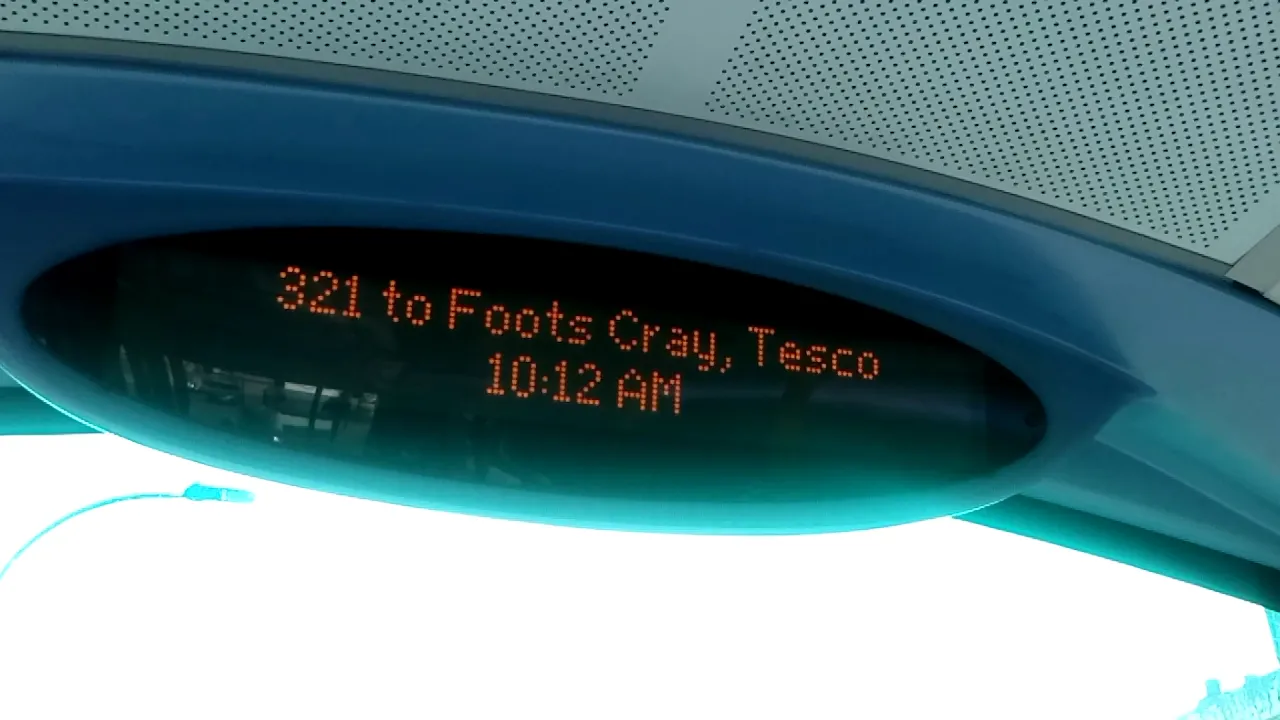 321 to Foots Cray, Tesco
10:12 AM